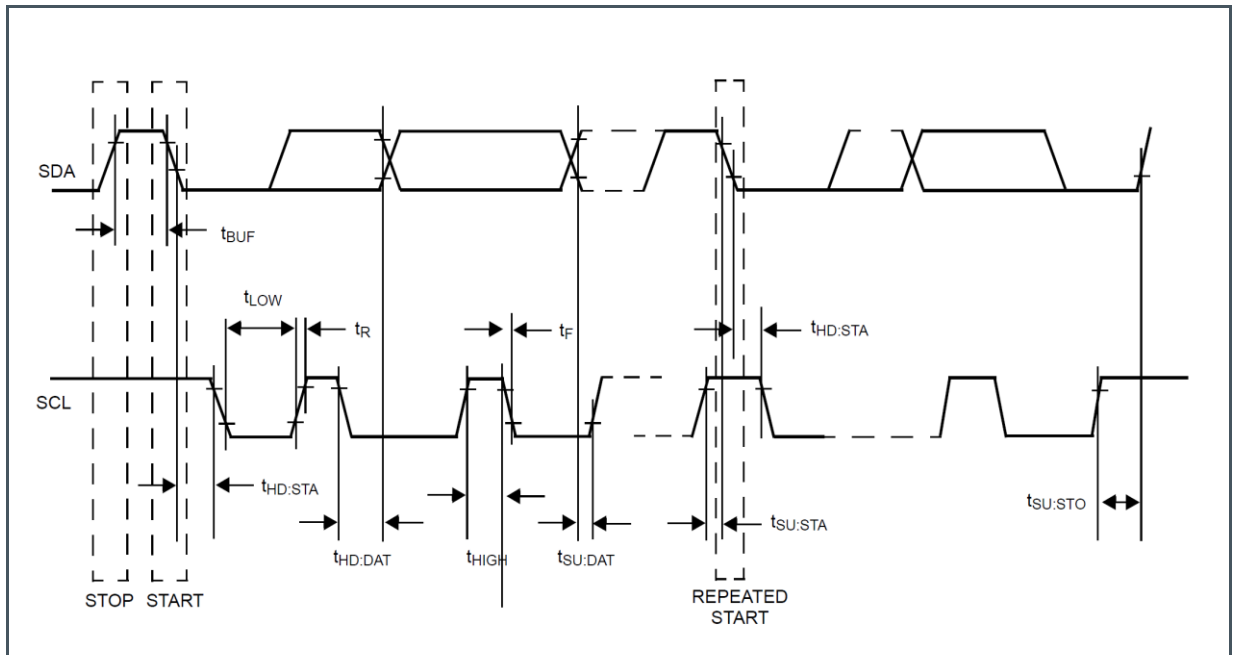 SDA
tBUF
tLOW
tR
tF
tHD:STA
SCL
tHD:STA
tHD:DAT
tHIGH
tSU:DAT
tSU:STA
tSU:STO
STOP START
REPEATED
START